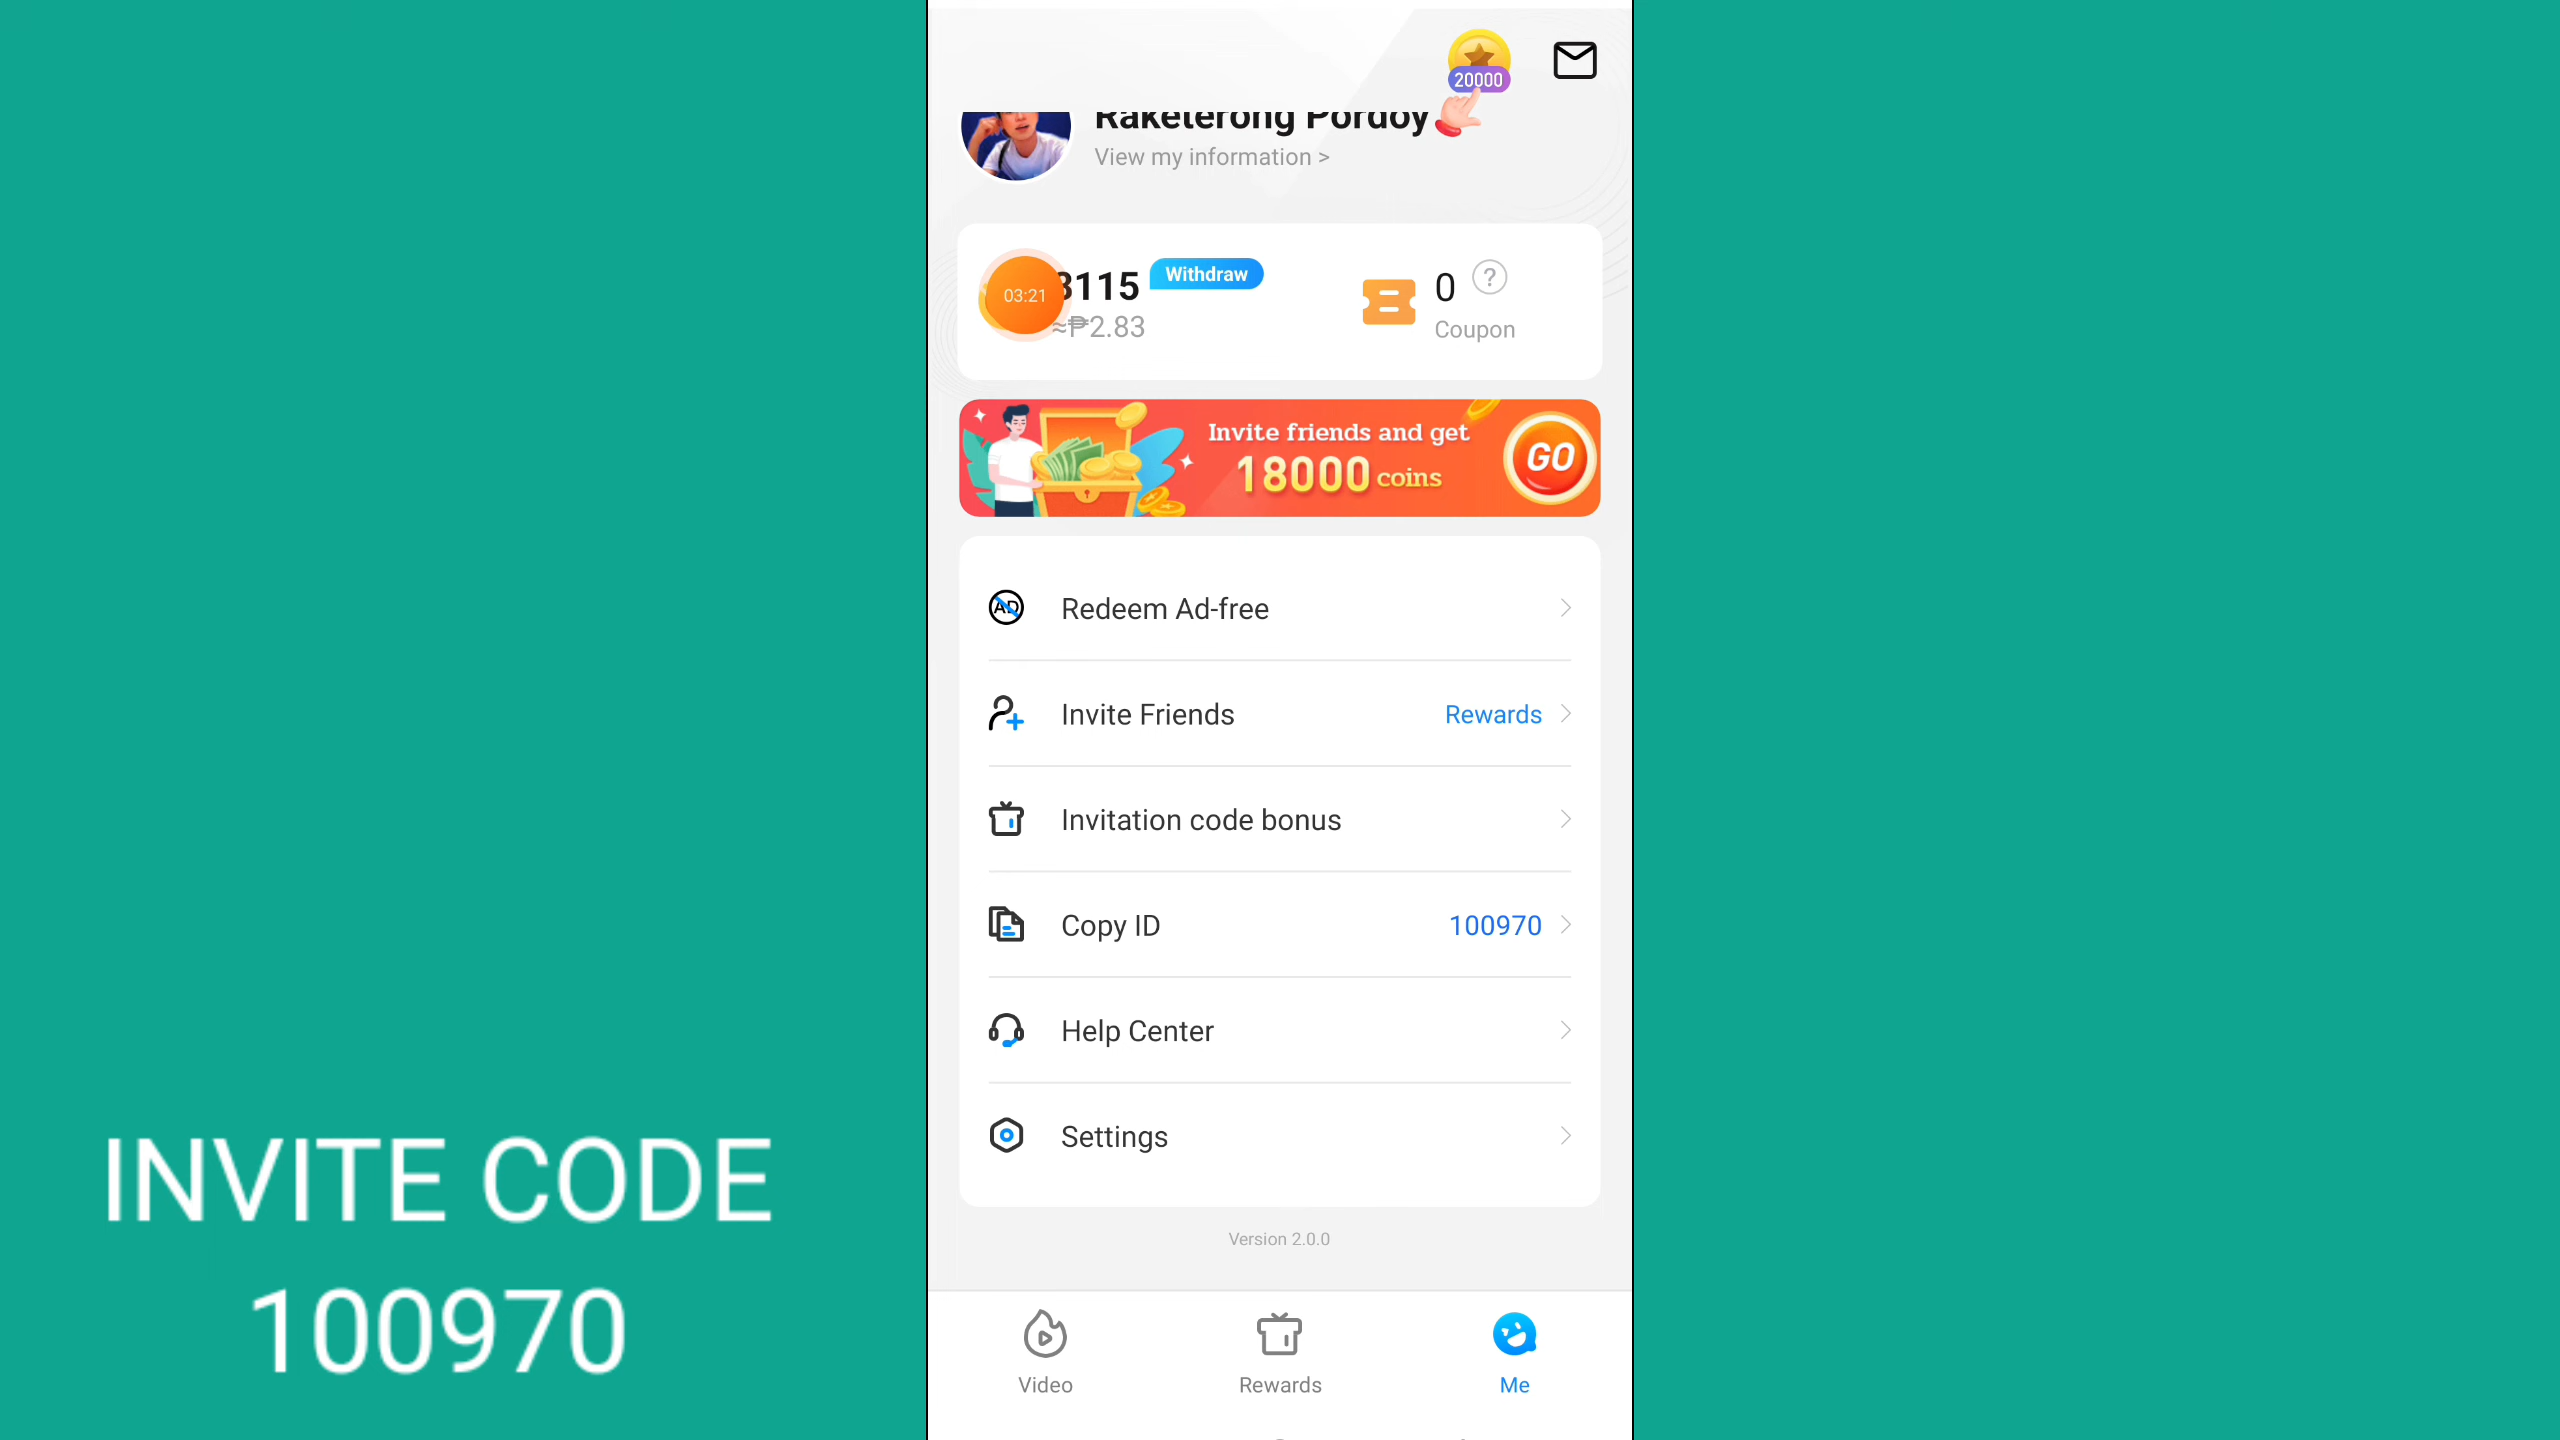 20000
Raketerong Pordoy
View my information >
03:21
3115
Withdraw
≈₱2.83
0
?
Coupon
Invite friends and get
18000 coins
GO
AD
Redeem Ad-free
Invite Friends
Rewards
Invitation code bonus
Copy ID
100970
Help Center
Settings
Version 2.0.0
Video
Rewards
Me
INVITE CODE
100970